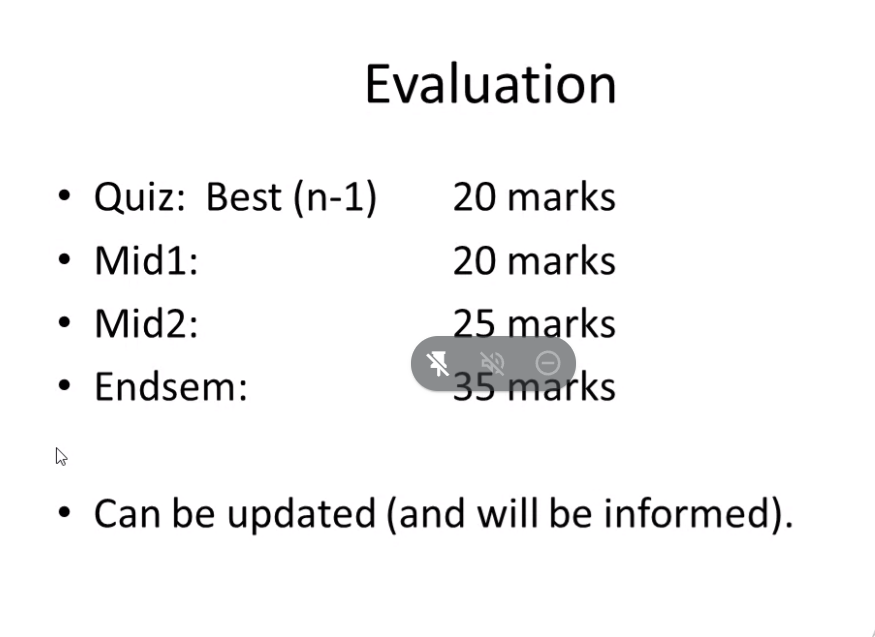 Evaluation
• Quiz: Best (n-1) 20 marks
• Mid1: 20 marks
• Mid2: 25 marks
• Endsem: 35 marks
• Can be updated (and will be informed).